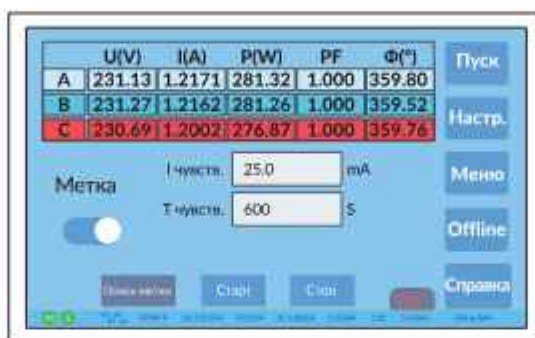 U(V) I(A) P(W) PF Φ(°)
A 231.13 1.2171 281.32 1.000 359.80
B 231.27 1.2162 281.26 1.000 359.52
C 230.69 1.2002 276.87 1.000 359.76
Пуск
Настр.
Меню
Offline
Справка
Метка
I чувств. 25.0 mA
T чувств. 600 S
Поиск метки Старт Стоп